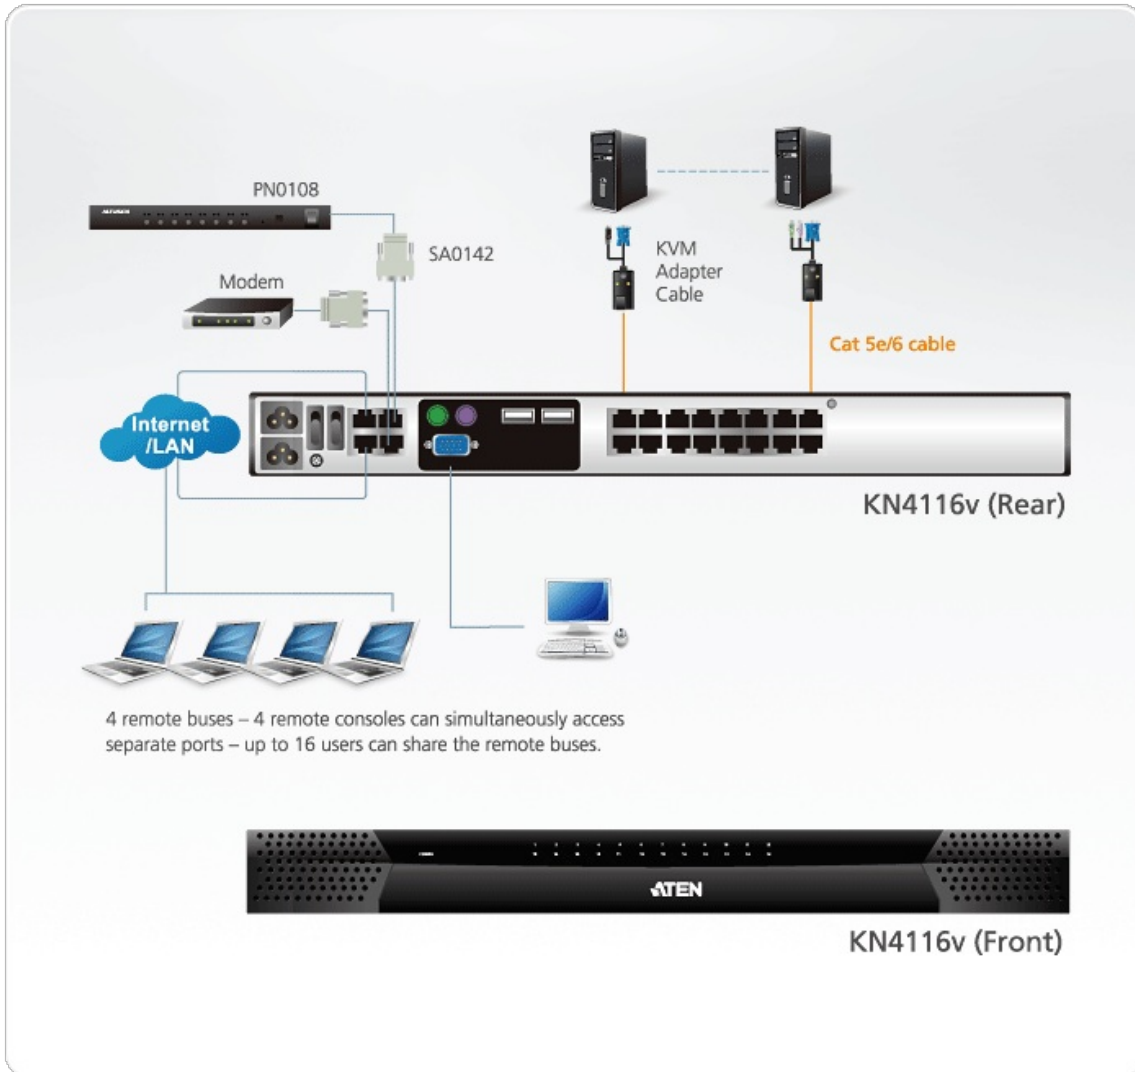 PN0108
SA0142
Modem
KVM
Adapter
Cable
Cat 5e/6 cable
Internet
/LAN
KN4116v (Rear)
4 remote buses – 4 remote consoles can simultaneously access
separate ports – up to 16 users can share the remote buses.
ATEN
KN4116v (Front)